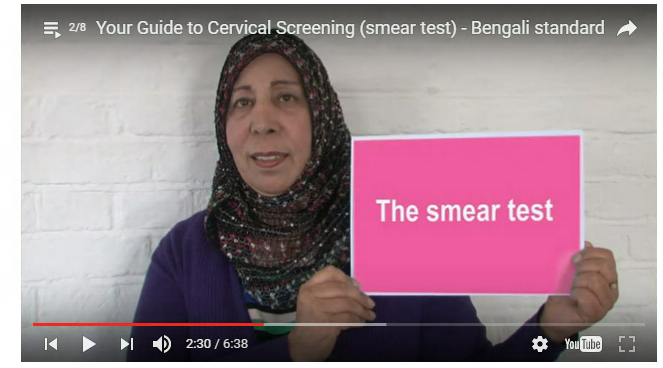 2/8 Your Guide to Cervical Screening (smear test) - Bengali standard
The smear test
2:30 / 6:38 YouTube